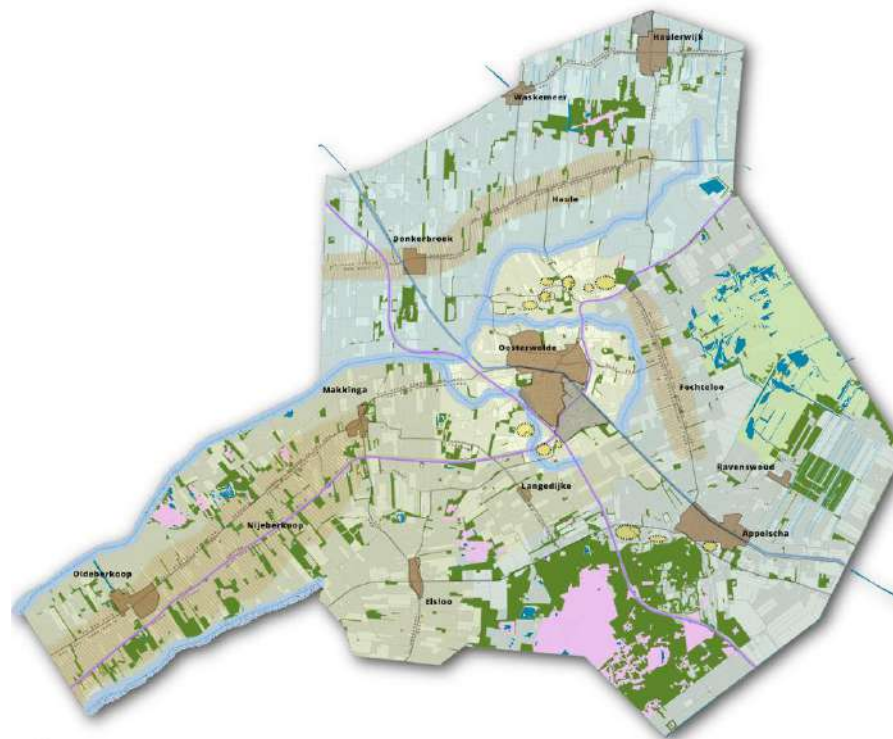 Haulerwijk
Waskemeer
Haule
Donkerbroek
Oosterwolde
Makkinga
Fochteloo
Ravenswoud
Langedijke
Nijeberkoop
Appelscha
Oldeberkoop
Elsloo